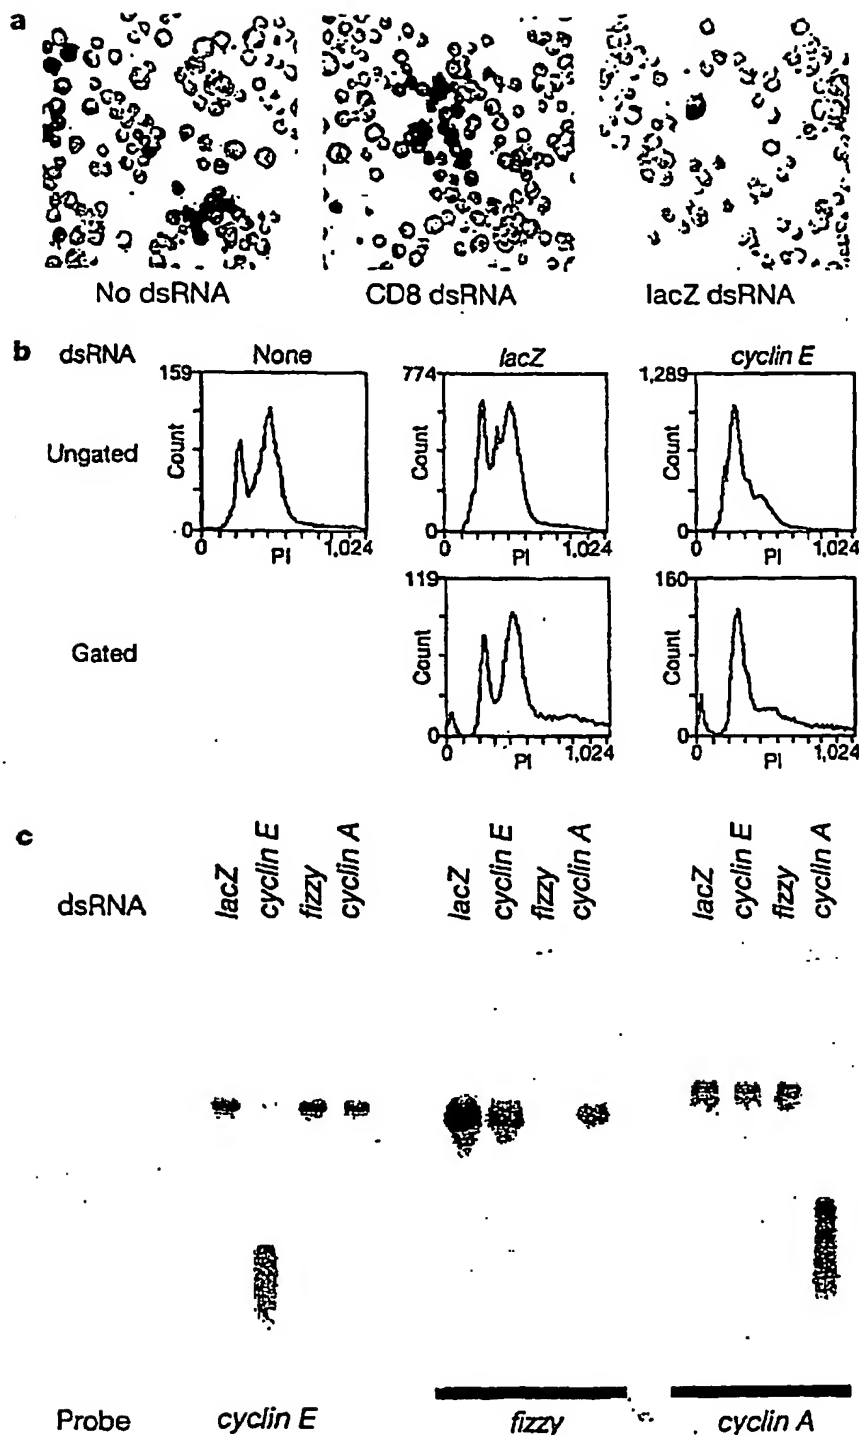 a
No dsRNA CD8 dsRNA lacZ dsRNA
b dsRNA None lacZ cyclin E
159 774 1,289
Ungated Count Count Count
0 0 0
0 1,024 0 1,024 0 1,024
PI PI PI
119 160
Gated Count Count
0 0
0 1,024 0 1,024
PI PI
c
dsRNA lacZ cyclin E fizzy cyclin A lacZ cyclin E fizzy cyclin A lacZ cyclin E fizzy cyclin A
Probe cyclin E fizzy cyclin A